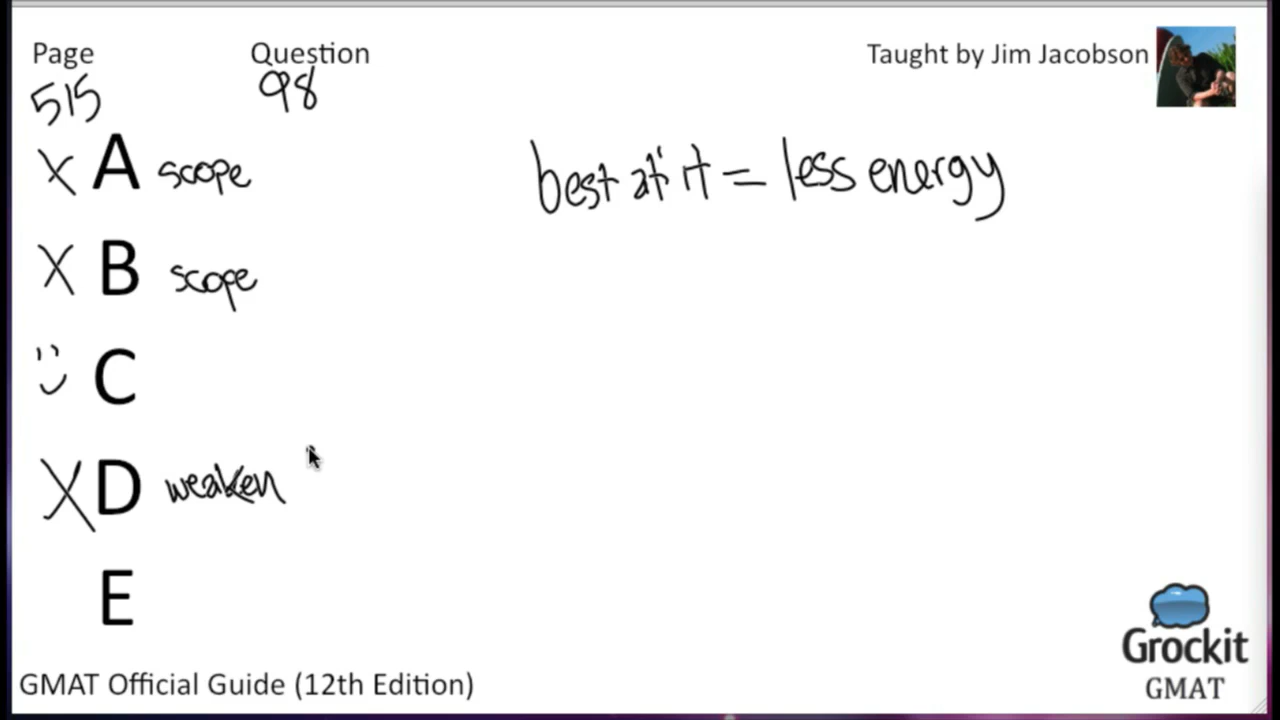 Page Question Taught by Jim Jacobson
515 98
X A scope best at it = less energy
X B scope
C
X D weaken
E
Grockit
GMAT
GMAT Official Guide (12th Edition)